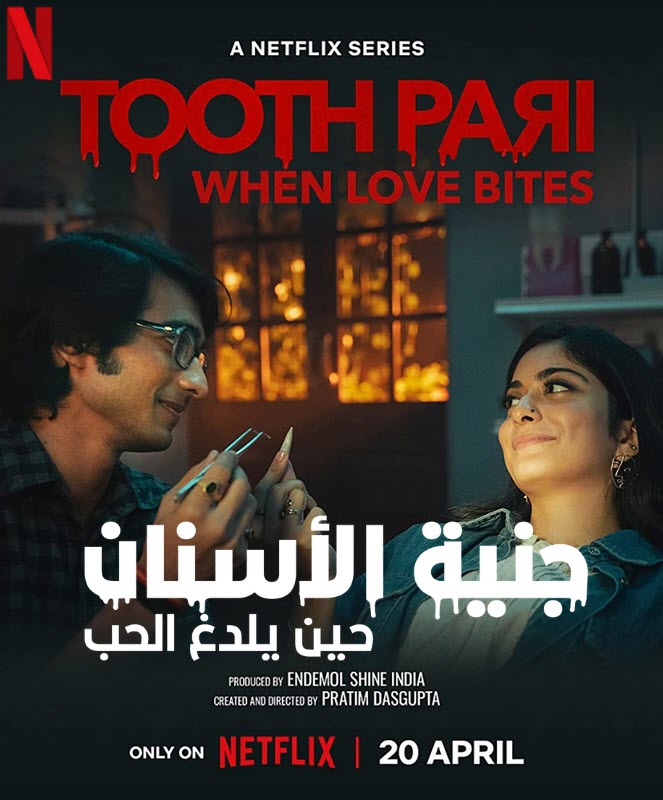 N
A NETFLIX SERIES
TOOTH PARI
WHEN LOVE BITES
جنية الأسنان
حين يلدغ الحب
PRODUCED BY ENDEMOL SHINE INDIA
CREATED AND DIRECTED BY PRATIM DASGUPTA
ONLY ON NETFLIX | 20 APRIL